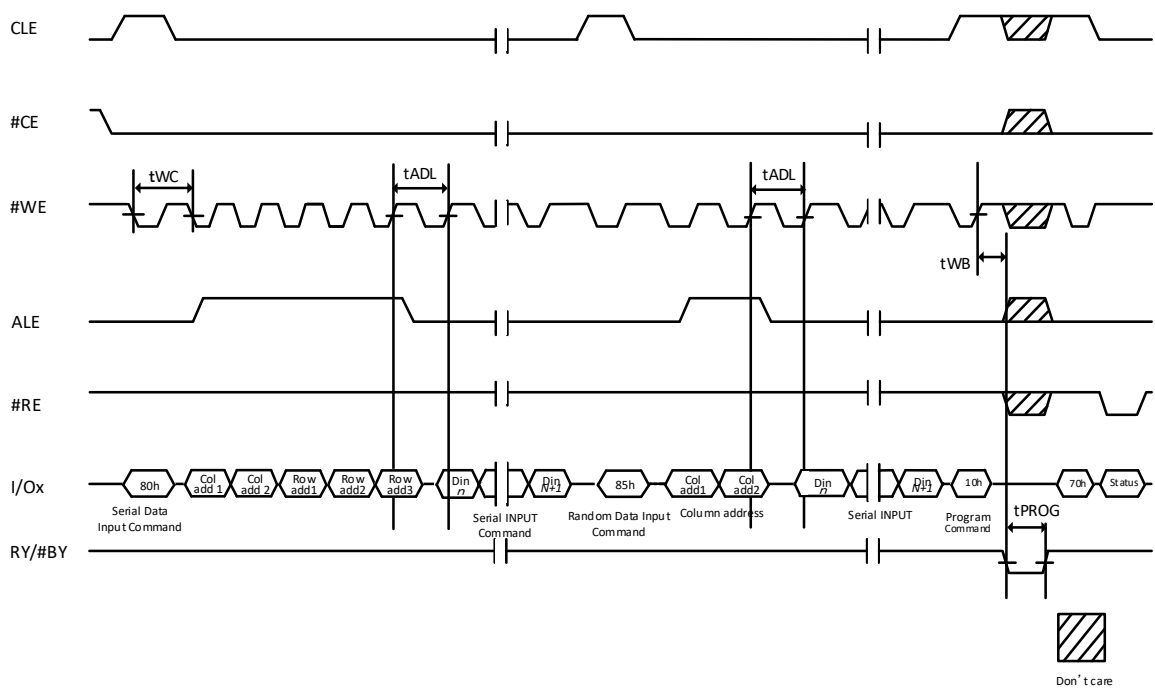 CLE
#CE
tWC
tADL
tADL
#WE
tWB
ALE
#RE
I/Ox
80h
Col
add 1
Col
add 2
Row
add1
Row
add2
Row
add3
Din
n
Din
N+1
85h
Col
add1
Col
add2
Din
n
Din
N+1
10h
70h
Status
Serial Data
Input Command
Serial INPUT
Command
Random Data Input
Command
Column address
Serial INPUT
Program
Command
tPROG
RY/#BY
Don't care